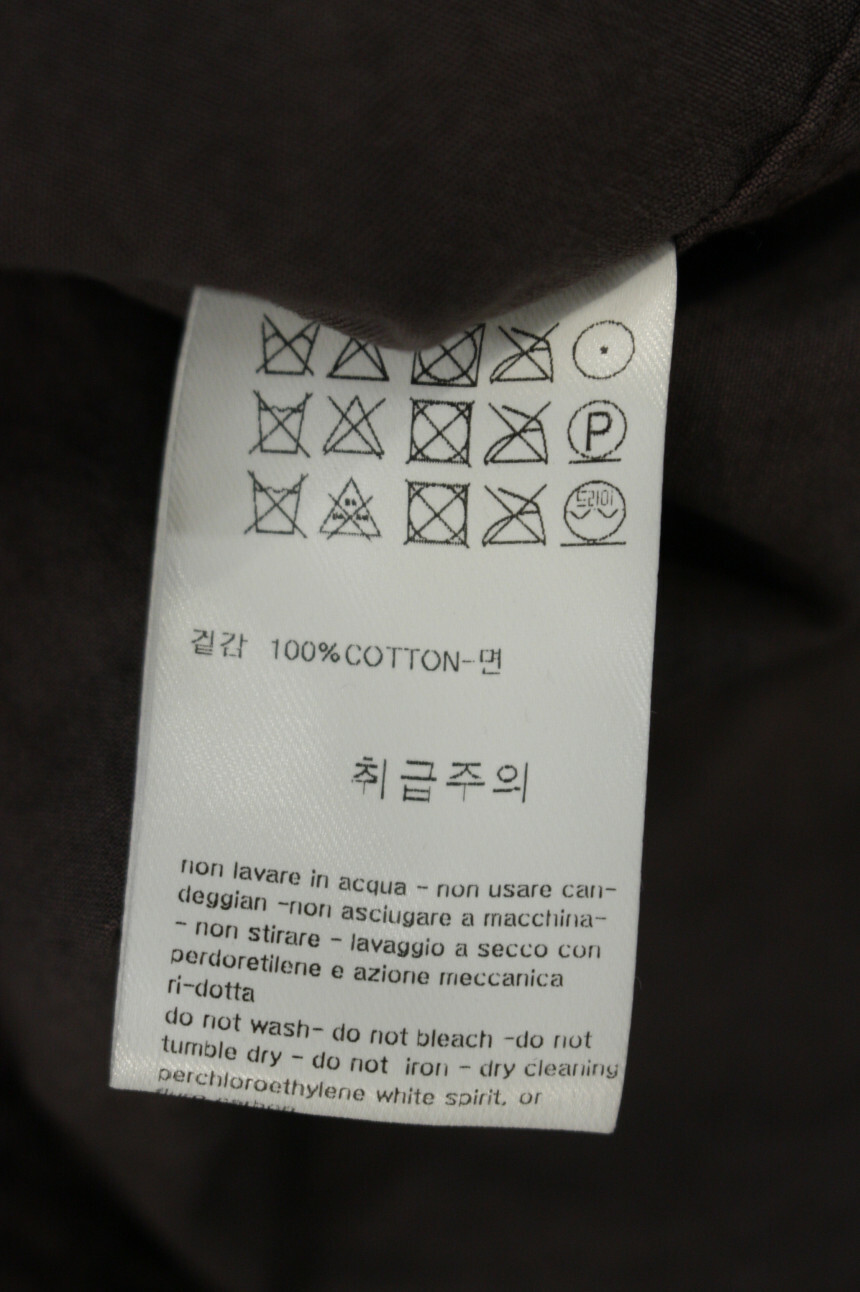 P
드라이
겉감 100%COTTON-면
취급주의
non lavare in acqua - non usare can-
deggian -non asciugare a macchina-
- non stirare - lavaggio a secco con
perdoretilene e azione meccanica
ri-dotta
do not wash- do not bleach -do not
tumble dry - do not iron - dry cleaning
perchloroethylene white spirit, or